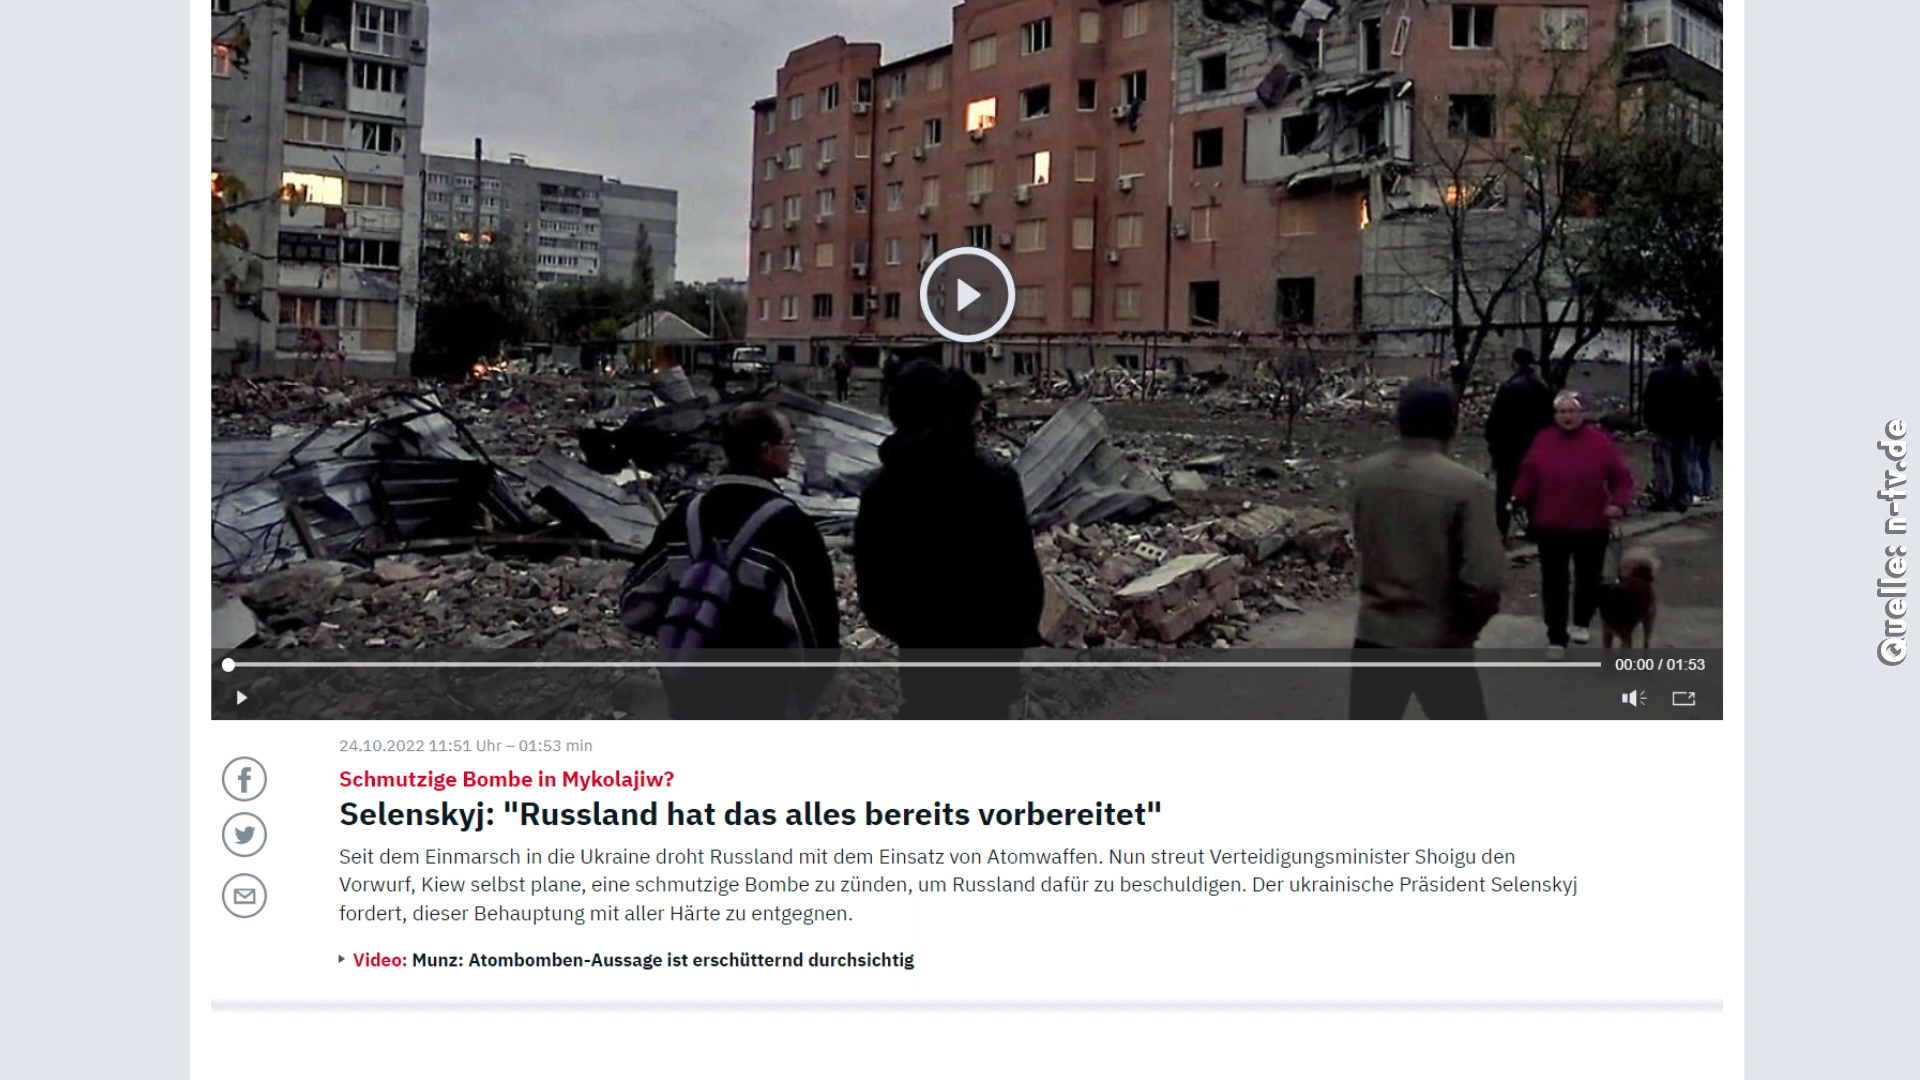 00:00 / 01:53
24.10.2022 11:51 Uhr – 01:53 min
Schmutzige Bombe in Mykolajiw?
Selenskyj: "Russland hat das alles bereits vorbereitet"
Seit dem Einmarsch in die Ukraine droht Russland mit dem Einsatz von Atomwaffen. Nun streut Verteidigungsminister Shoigu den
Vorwurf, Kiew selbst plane, eine schmutzige Bombe zu zünden, um Russland dafür zu beschuldigen. Der ukrainische Präsident Selenskyj
fordert, dieser Behauptung mit aller Härte zu entgegnen.
Video: Munz: Atombomben-Aussage ist erschütternd durchsichtig
Quelle: n-tv.de